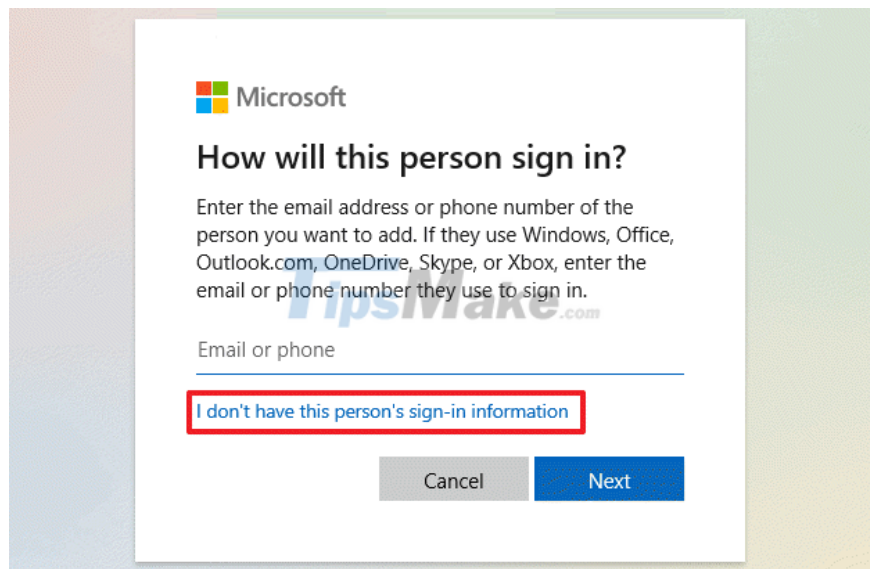 Microsoft
How will this person sign in?
Enter the email address or phone number of the
person you want to add. If they use Windows, Office,
Outlook.com, OneDrive, Skype, or Xbox, enter the
email or phone number they use to sign in.
TipsMake.com
Email or phone
I don't have this person's sign-in information
Cancel
Next